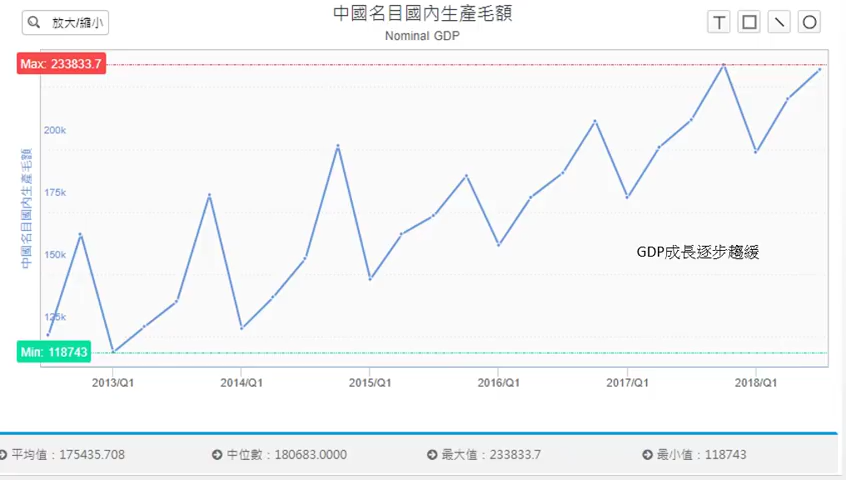 放大/縮小
中國名目國內生產毛額
Nominal GDP
T
Max: 233833.7
200k
175k
150k
125k
中國名目國內生產毛額
GDP成長逐步趨緩
Min: 118743
2013/Q1
2014/Q1
2015/Q1
2016/Q1
2017/Q1
2018/Q1
平均值：175435.708
中位數：180683.0000
最大值：233833.7
最小值：118743